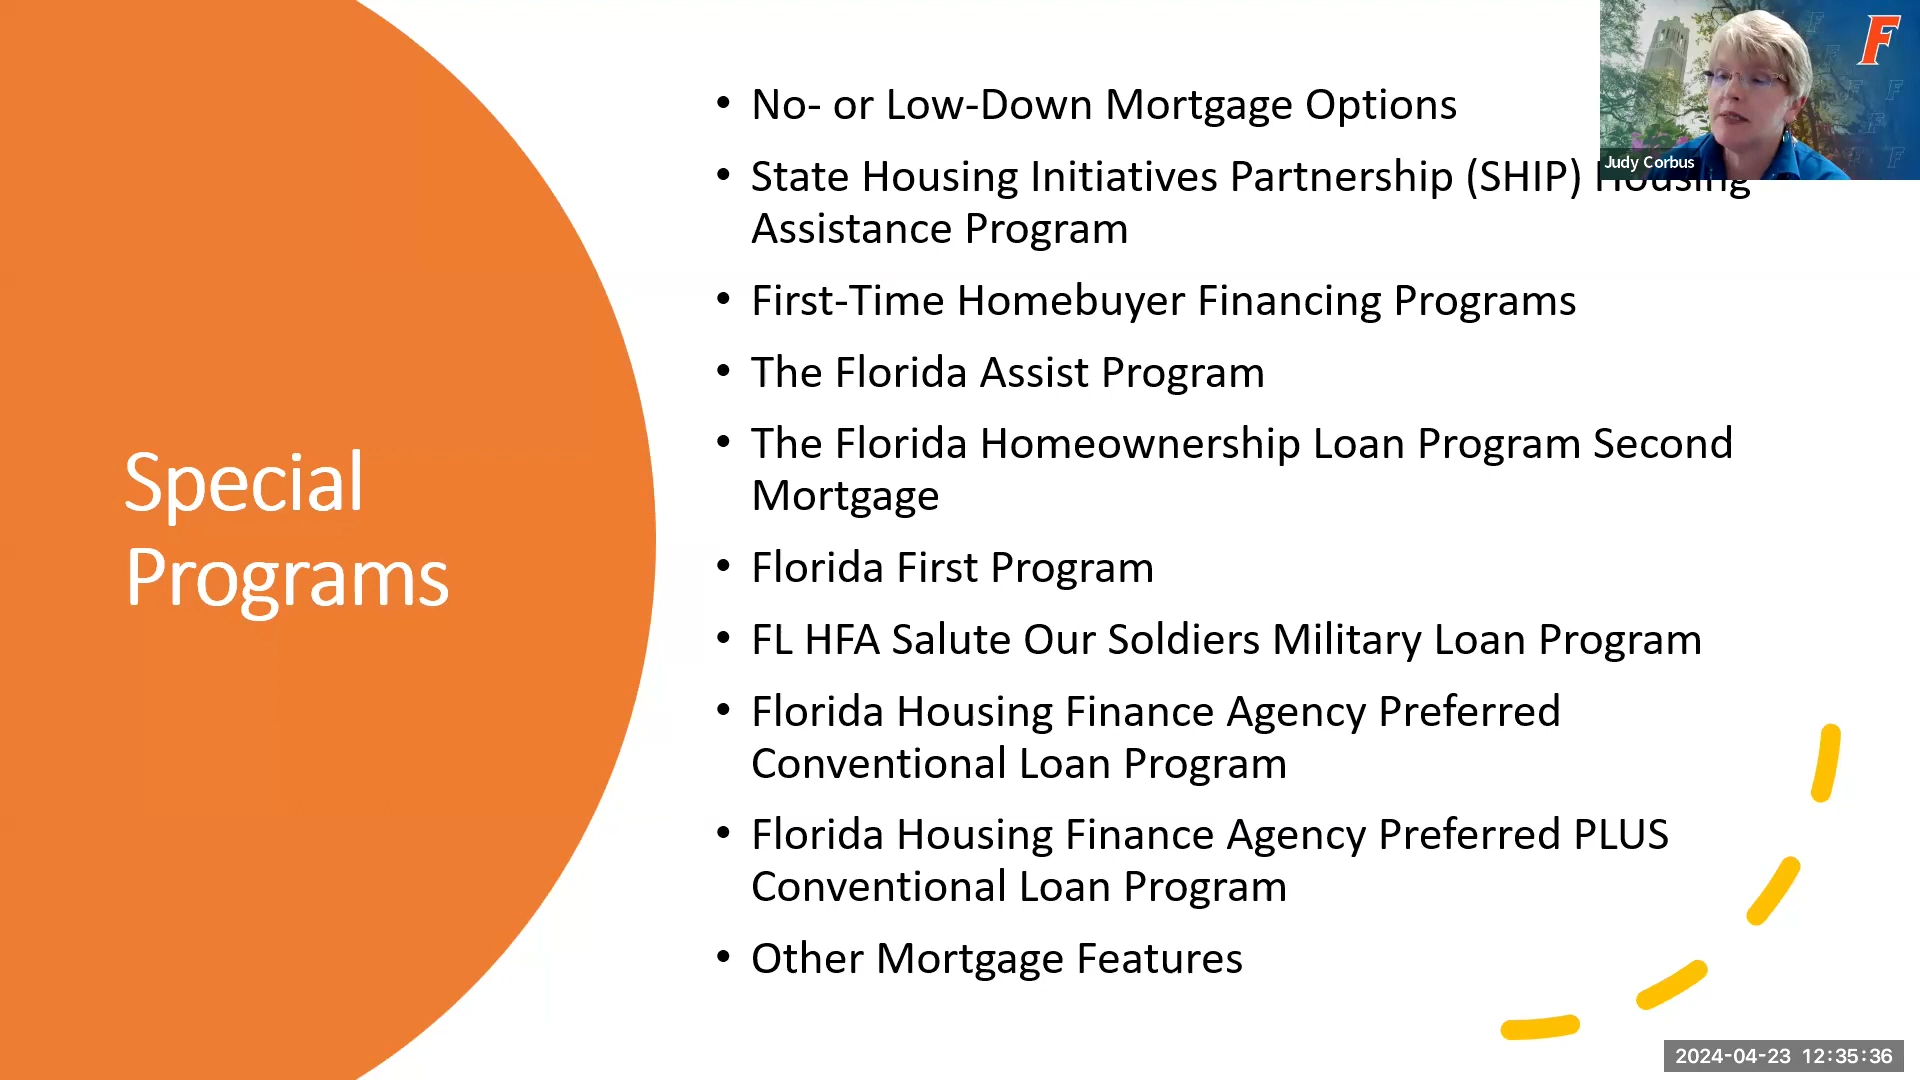 Special
Programs
• No- or Low-Down Mortgage Options
• State Housing Initiatives Partnership (SHIP) Housing
Assistance Program
• First-Time Homebuyer Financing Programs
• The Florida Assist Program
• The Florida Homeownership Loan Program Second
Mortgage
• Florida First Program
• FL HFA Salute Our Soldiers Military Loan Program
• Florida Housing Finance Agency Preferred
Conventional Loan Program
• Florida Housing Finance Agency Preferred PLUS
Conventional Loan Program
• Other Mortgage Features
F
Judy Corbus
2024-04-23 12:35:36